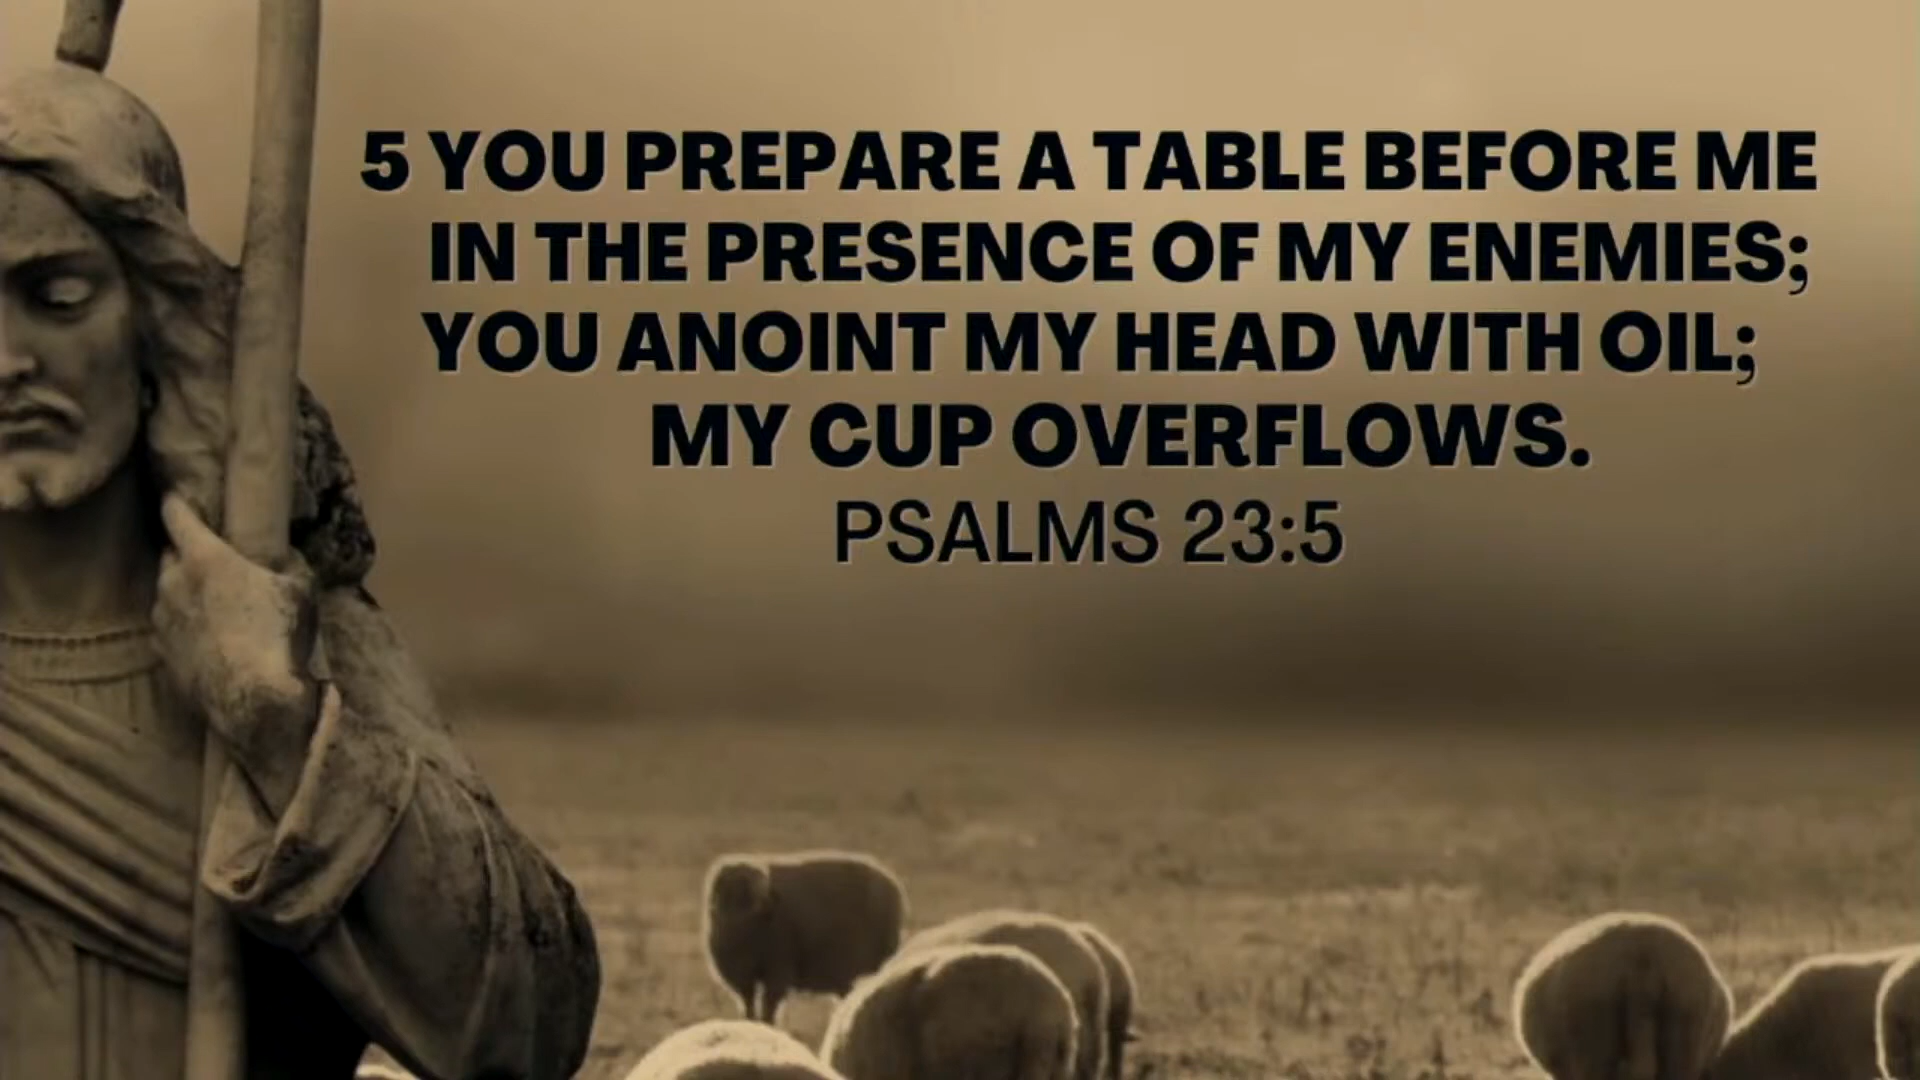 5 YOU PREPARE A TABLE BEFORE ME
IN THE PRESENCE OF MY ENEMIES;
YOU ANOINT MY HEAD WITH OIL;
MY CUP OVERFLOWS.
PSALMS 23:5